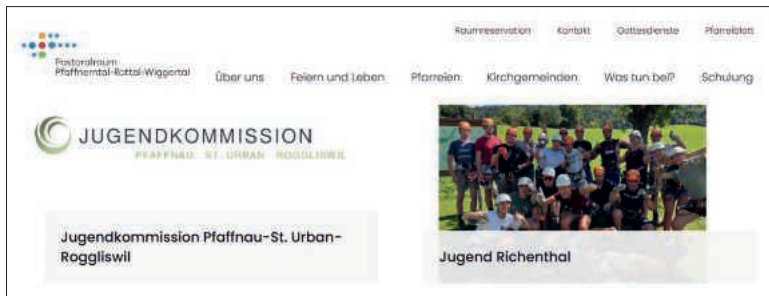 Raumreservation Kontakt Gottesdienste Pfarreiblatt
Pastoralraum
Pfaffnerntal-Rottal-Wiggertal
Über uns Feiern und Leben Pfarreien Kirchgemeinden Was tun bei? Schulung
JUGENDKOMMISSION
PFAFFNAU ST. URBAN ROGGLISWIL
Jugendkommission Pfaffnau-St. Urban-
Roggliswil
Jugend Richenthal